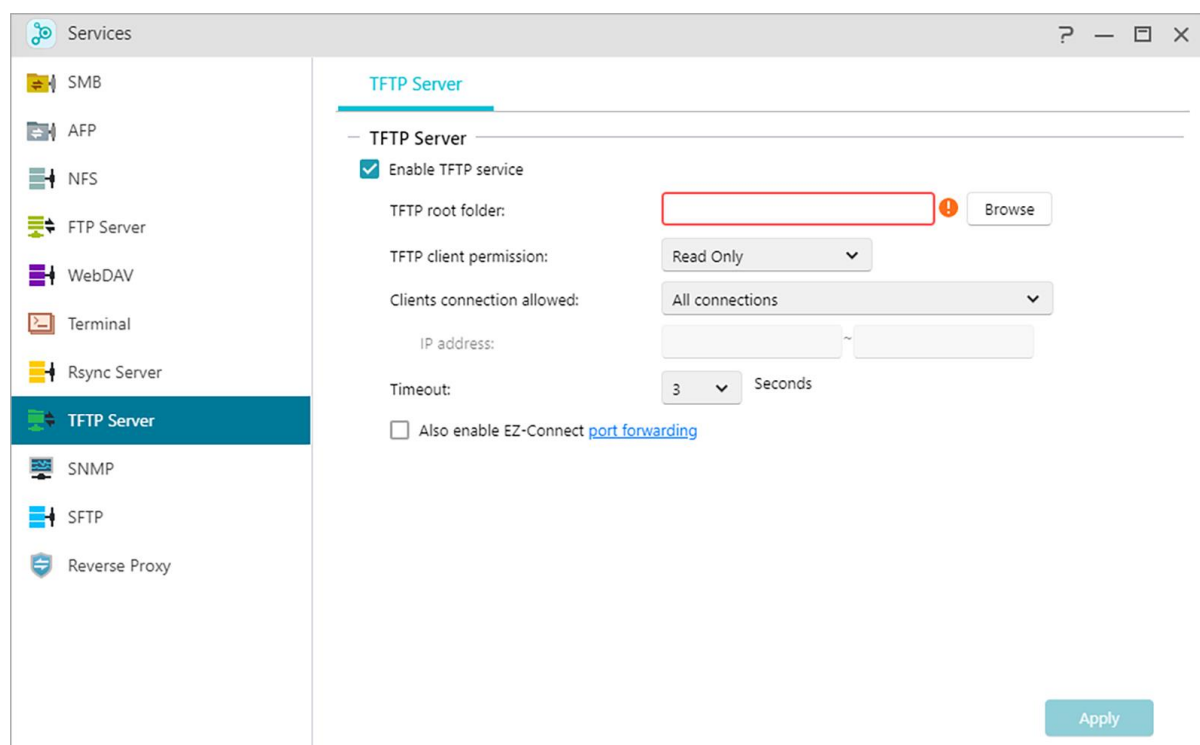 Services
SMB
AFP
NFS
FTP Server
WebDAV
Terminal
Rsync Server
TFTP Server
SNMP
SFTP
Reverse Proxy
TFTP Server
TFTP Server
Enable TFTP service
TFTP root folder:
Browse
TFTP client permission:
Read Only
Clients connection allowed:
All connections
IP address:
~
Timeout:
3
Seconds
Also enable EZ-Connect port forwarding
Apply